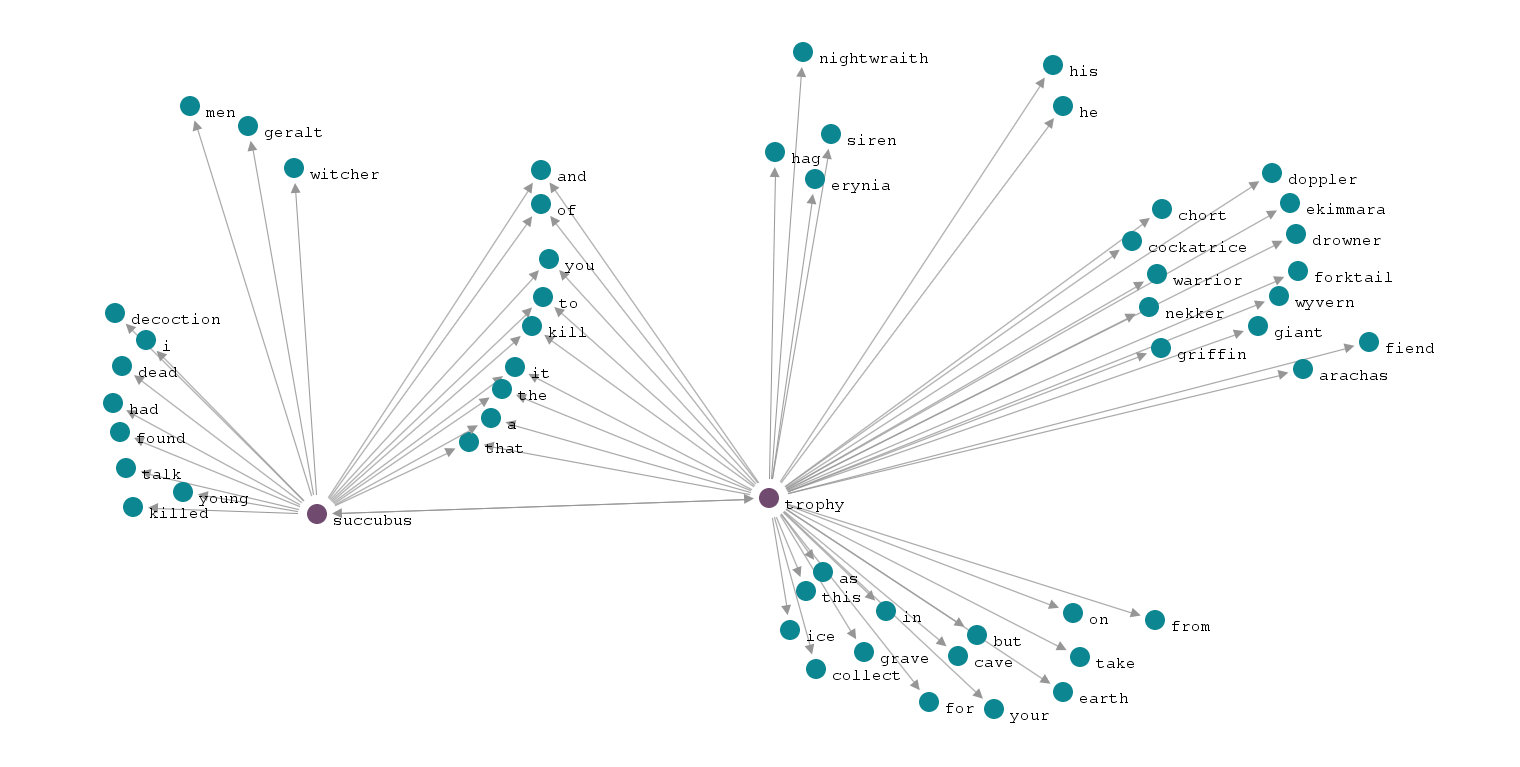 nightwraith
his
men
he
geralt
siren
hag
witcher
and
doppler
erynia
of
ekimmara
chort
drowner
cockatrice
you
forktail
warrior
to
wyvern
nekker
decoction
kill
giant
i
fiend
griffin
dead
it
arachas
the
had
a
found
that
talk
young
trophy
killed
succubus
as
this
in
on
from
ice
but
grave
cave
take
collect
earth
for
your